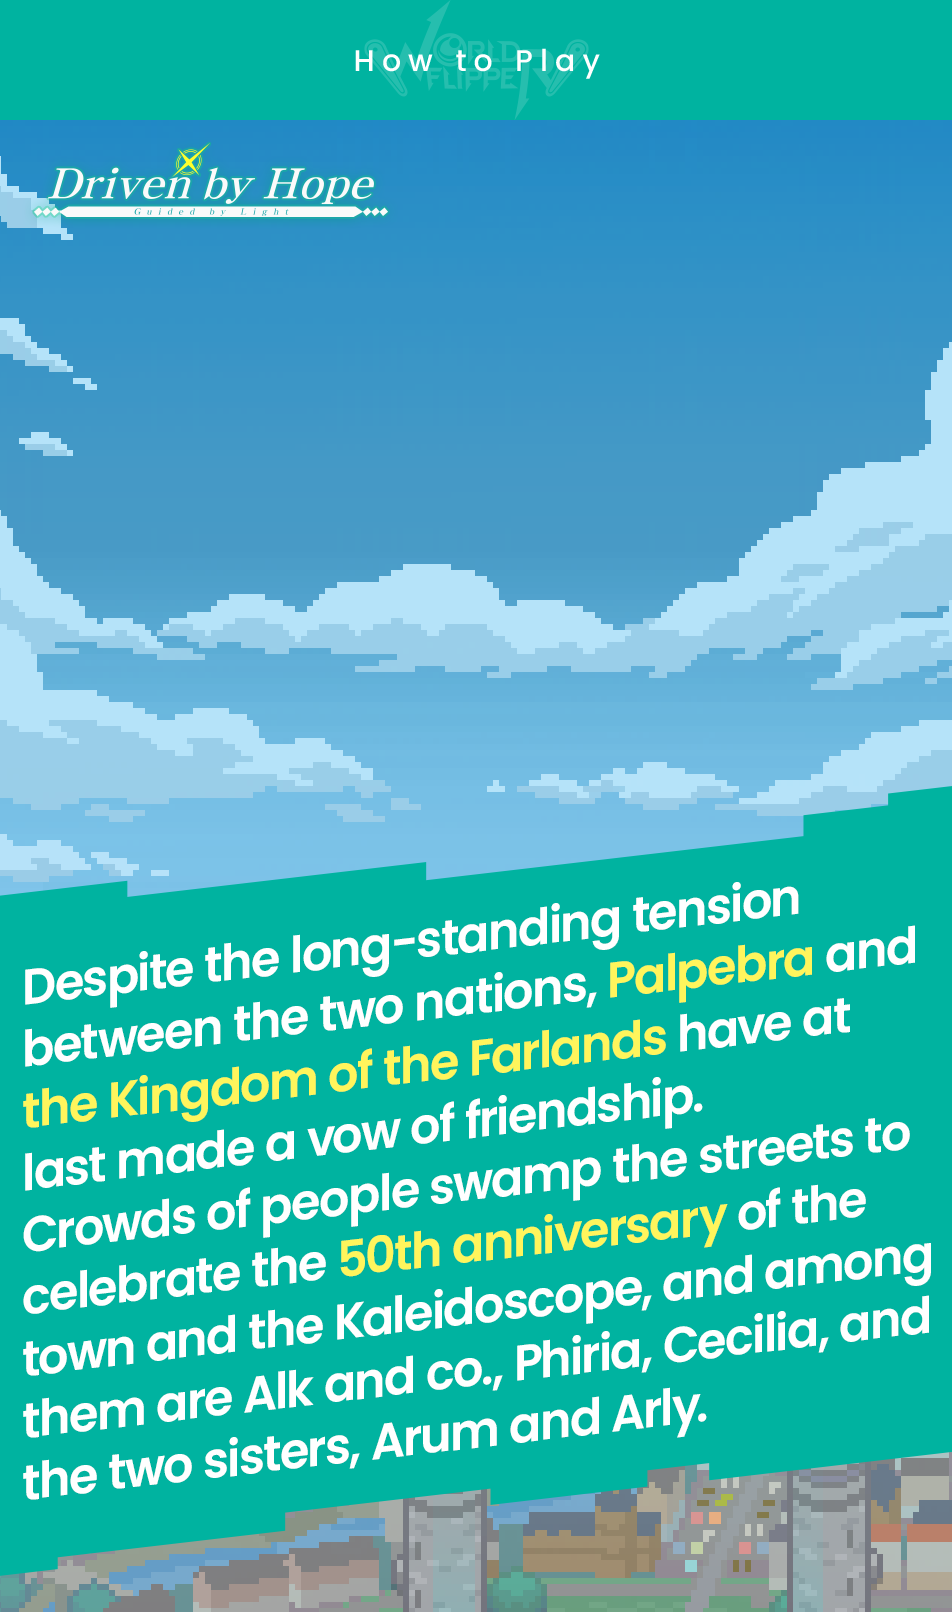 How to Play
WORLD
FLIPPER
Driven by Hope
Guided by Light
Despite the long-standing tension
between the two nations, Palpebra and
the Kingdom of the Farlands have at
last made a vow of friendship.
Crowds of people swamp the streets to
celebrate the 50th anniversary of the
town and the Kaleidoscope, and among
them are Alk and co., Phiria, Cecilia, and
the two sisters, Arum and Arly.